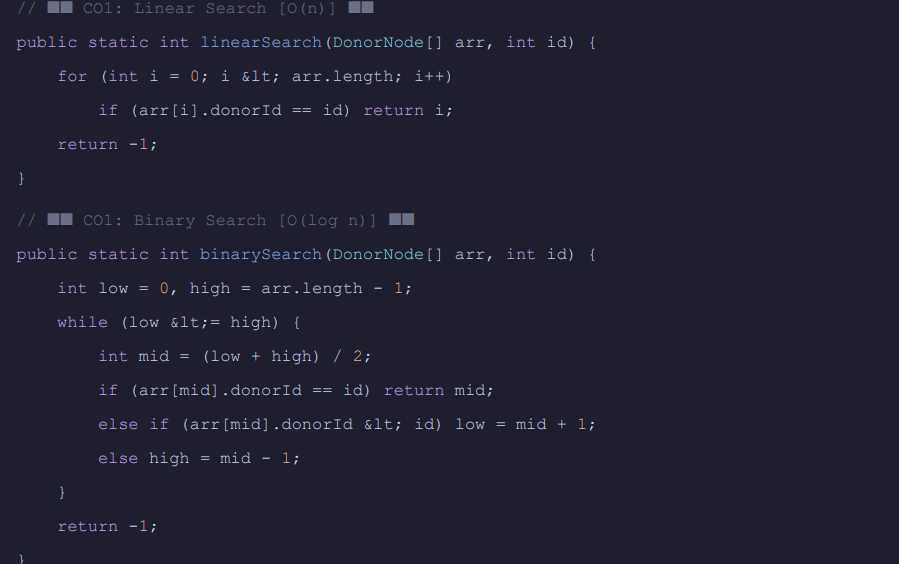 // ■■ CO1: Linear Search [O(n)] ■■
public static int linearSearch(DonorNode[] arr, int id) {
    for (int i = 0; i &lt; arr.length; i++)
        if (arr[i].donorId == id) return i;
    return -1;
}
// ■■ CO1: Binary Search [O(log n)] ■■
public static int binarySearch(DonorNode[] arr, int id) {
    int low = 0, high = arr.length - 1;
    while (low &lt;= high) {
        int mid = (low + high) / 2;
        if (arr[mid].donorId == id) return mid;
        else if (arr[mid].donorId &lt; id) low = mid + 1;
        else high = mid - 1;
    }
    return -1;
}